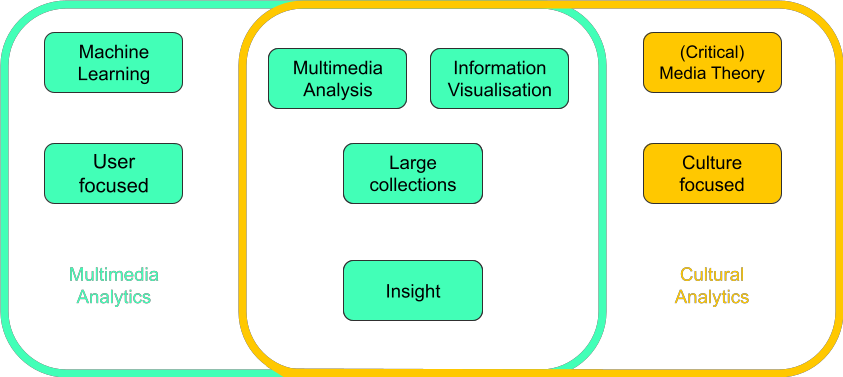 Machine
Learning
User
focused
Multimedia
Analytics
Multimedia
Analysis
Information
Visualisation
Large
collections
Insight
(Critical)
Media Theory
Culture
focused
Cultural
Analytics